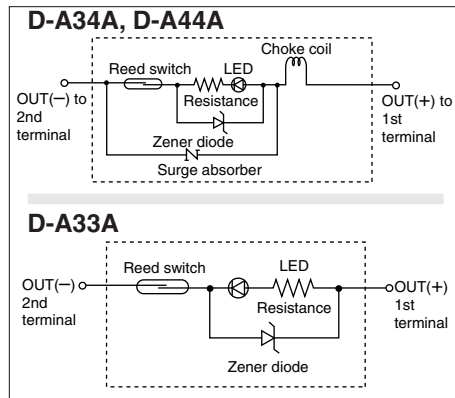 D-A34A, D-A44A
Choke coil
Reed switch
LED
OUT(−) to
2nd
terminal
Resistance
OUT(+) to
1st
terminal
Zener diode
Surge absorber
D-A33A
Reed switch
LED
OUT(−)
2nd
terminal
Resistance
OUT(+)
1st
terminal
Zener diode